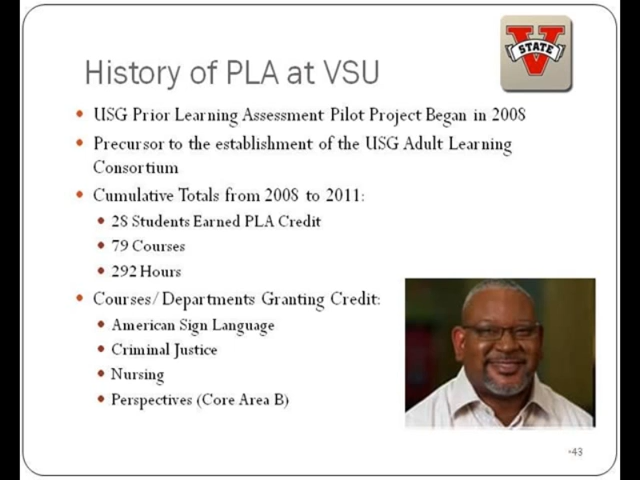 STATE
History of PLA at VSU
• USG Prior Learning Assessment Pilot Project Began in 2008
• Precursor to the establishment of the USG Adult Learning
Consortium
• Cumulative Totals from 2008 to 2011:
• 28 Students Earned PLA Credit
• 79 Courses
• 292 Hours
• Courses/Departments Granting Credit:
• American Sign Language
• Criminal Justice
• Nursing
• Perspectives (Core Area B)
•43